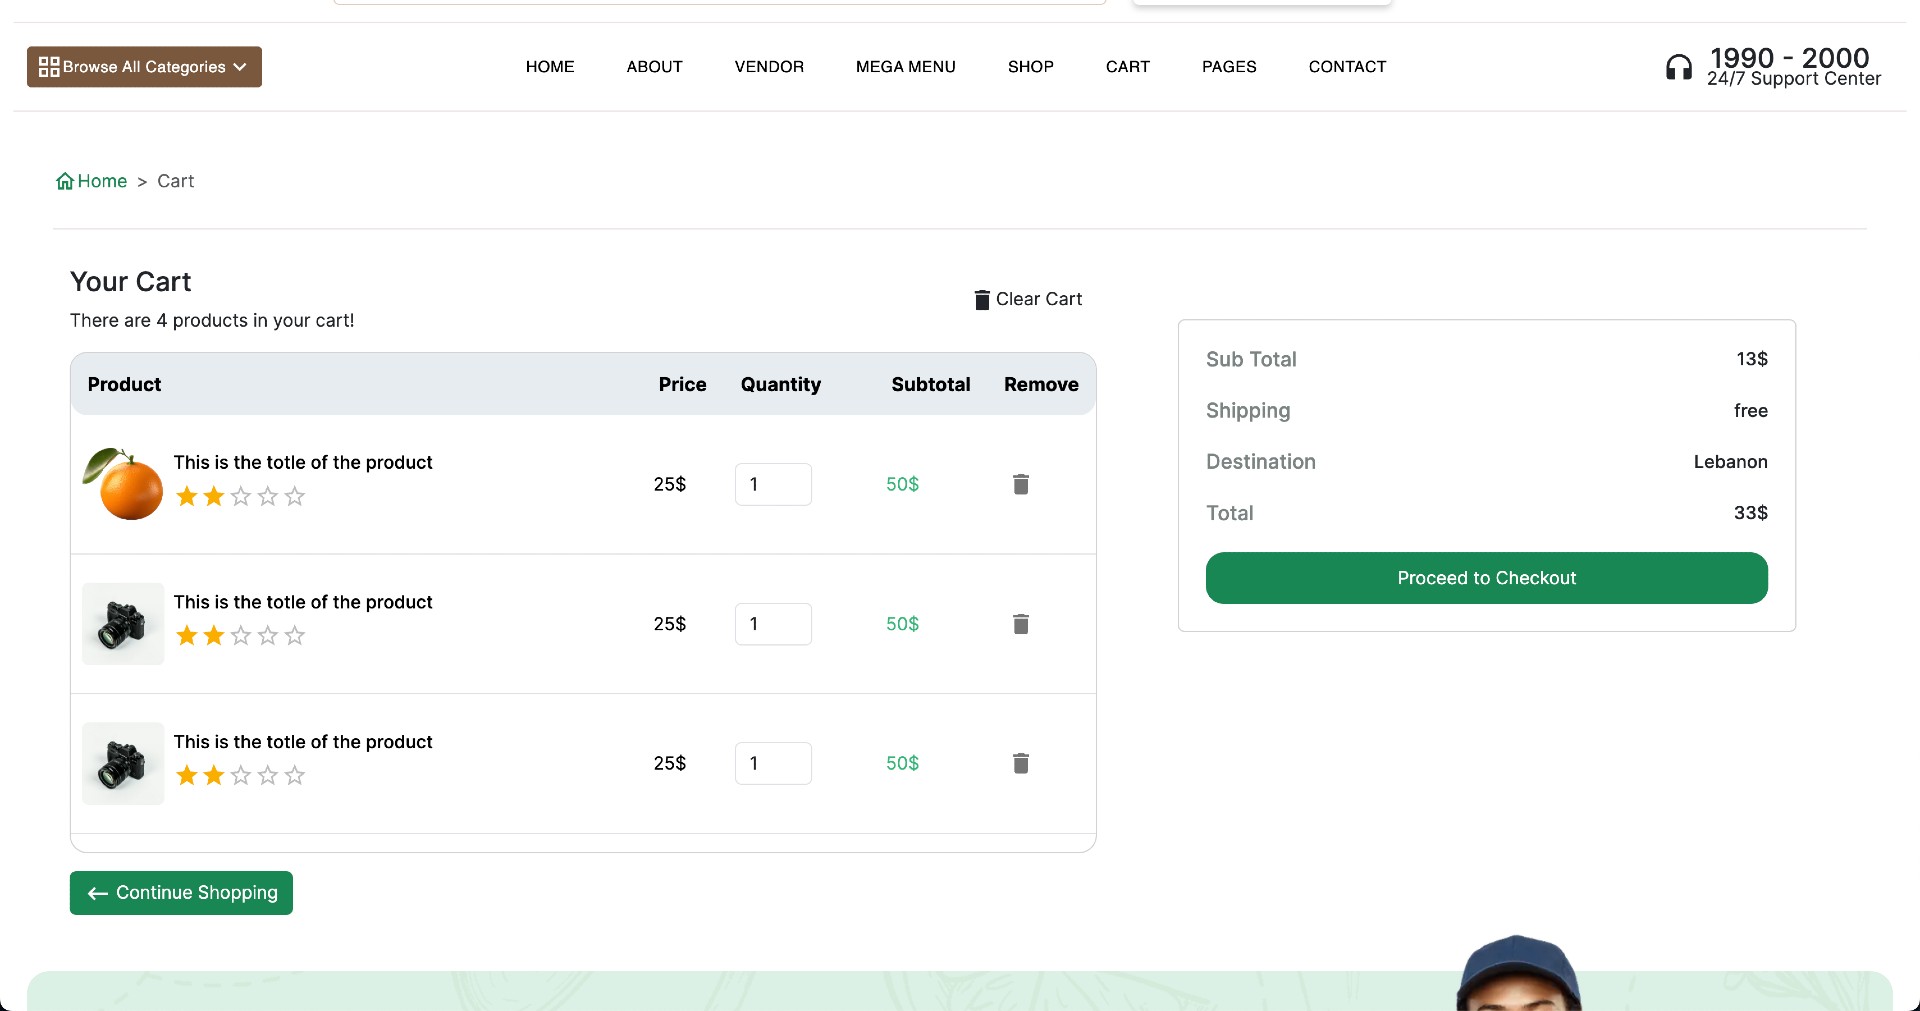 Browse All Categories
HOME ABOUT VENDOR MEGA MENU SHOP CART PAGES CONTACT
1990 - 2000
24/7 Support Center
Home > Cart
Your Cart
There are 4 products in your cart!
Clear Cart
Product Price Quantity Subtotal Remove
This is the totle of the product
25$ 1 50$
This is the totle of the product
25$ 1 50$
This is the totle of the product
25$ 1 50$
Continue Shopping
Sub Total 13$
Shipping free
Destination Lebanon
Total 33$
Proceed to Checkout